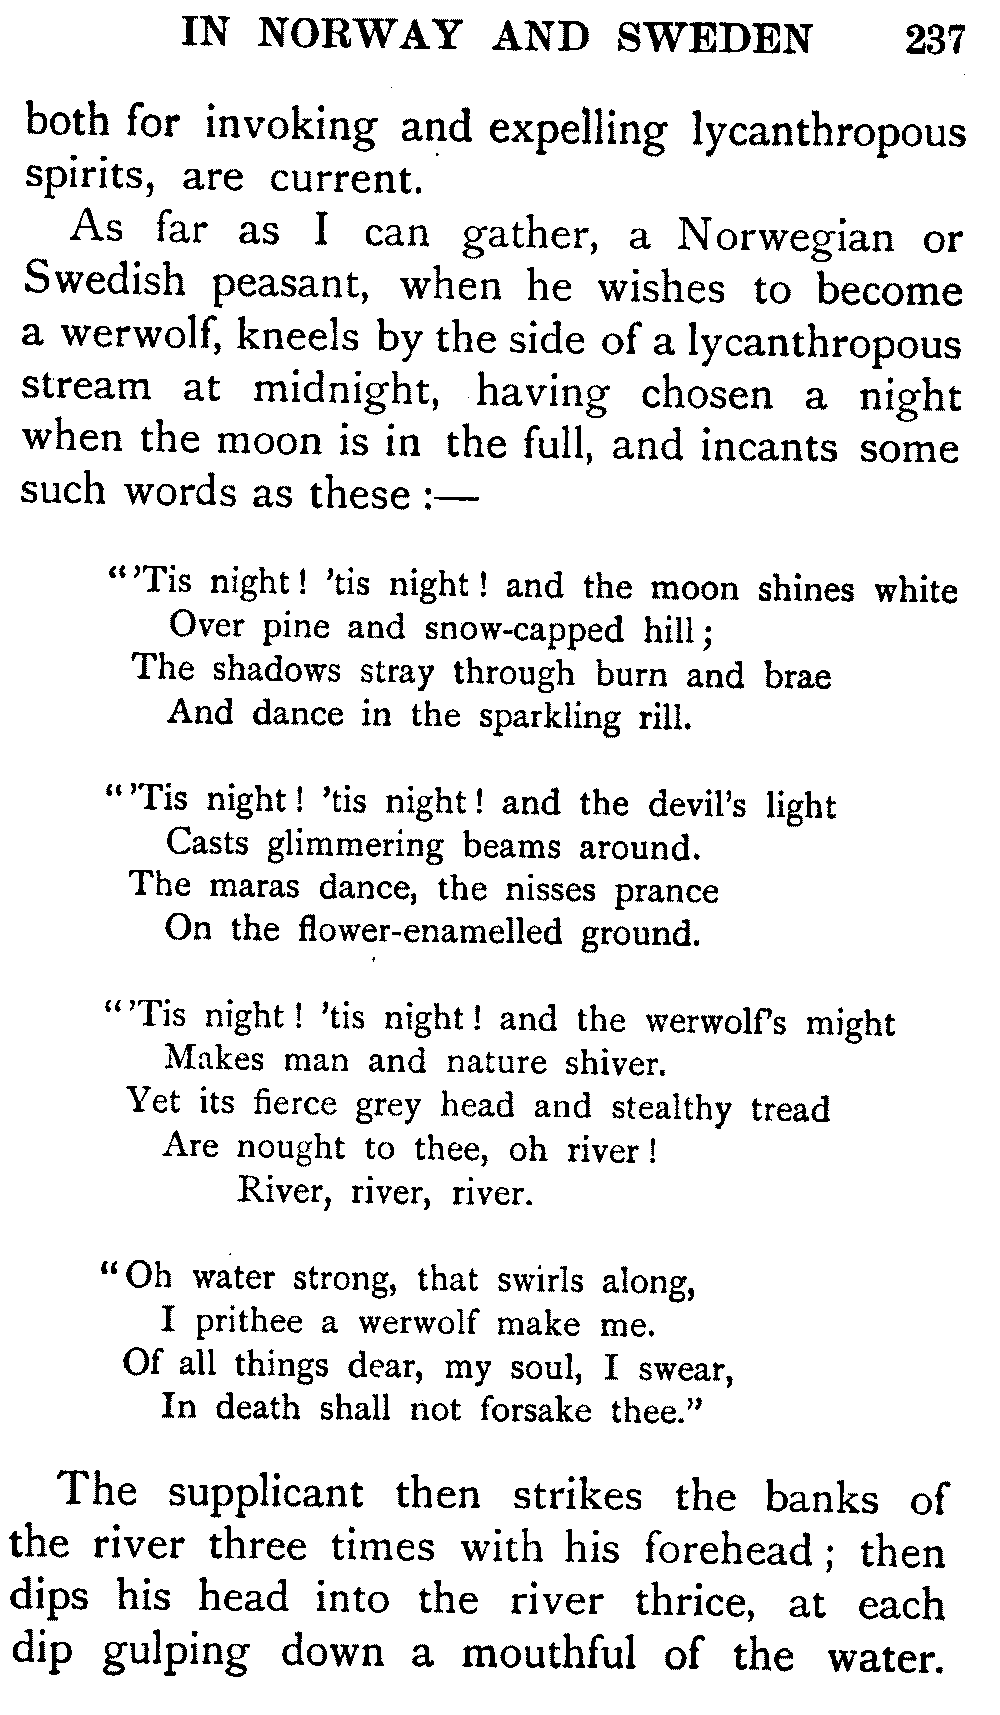 IN NORWAY AND SWEDEN 237
both for invoking and expelling lycanthropous
spirits, are current.
As far as I can gather, a Norwegian or
Swedish peasant, when he wishes to become
a werwolf, kneels by the side of a lycanthropous
stream at midnight, having chosen a night
when the moon is in the full, and incants some
such words as these :—
“ ’Tis night ! ’tis night ! and the moon shines white
Over pine and snow-capped hill ;
The shadows stray through burn and brae
And dance in the sparkling rill.
“ ’Tis night ! ’tis night ! and the devil’s light
Casts glimmering beams around.
The maras dance, the nisses prance
On the flower-enamelled ground.
“ ’Tis night ! ’tis night ! and the werwolf’s might
Makes man and nature shiver.
Yet its fierce grey head and stealthy tread
Are nought to thee, oh river !
River, river, river.
“ Oh water strong, that swirls along,
I prithee a werwolf make me.
Of all things dear, my soul, I swear,
In death shall not forsake thee.”
The supplicant then strikes the banks of
the river three times with his forehead ; then
dips his head into the river thrice, at each
dip gulping down a mouthful of the water.